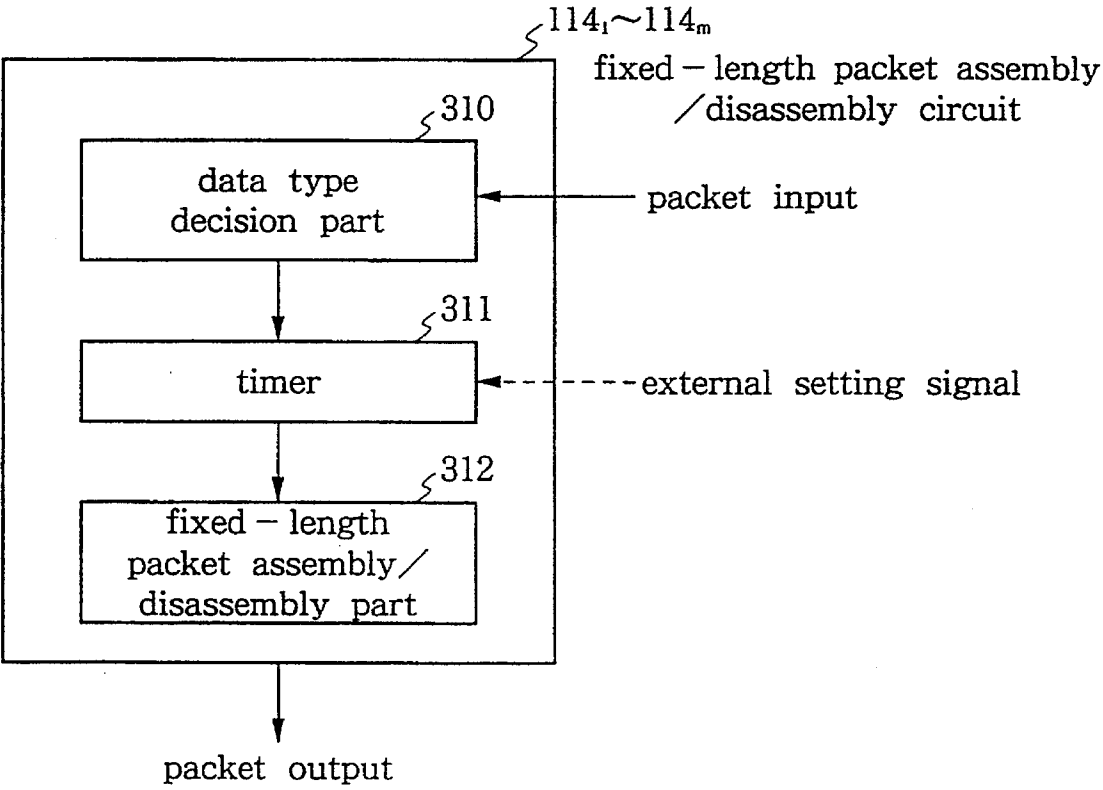 114₁~114ₘ
fixed-length packet assembly
/disassembly circuit
310
data type
decision part
packet input
311
timer
external setting signal
312
fixed-length
packet assembly/
disassembly part
packet output